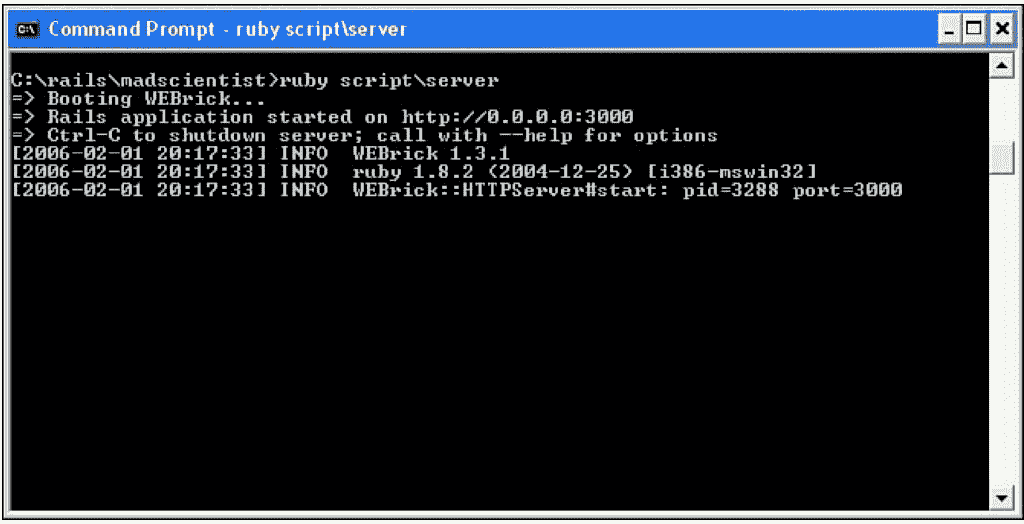 Command Prompt - ruby script\server
C:\rails\madscientist>ruby script\server
=> Booting WEBrick...
=> Rails application started on http://0.0.0.0:3000
=> Ctrl-C to shutdown server; call with --help for options
[2006-02-01 20:17:33] INFO  WEBrick 1.3.1
[2006-02-01 20:17:33] INFO  ruby 1.8.2 (2004-12-25) [i386-mswin32]
[2006-02-01 20:17:33] INFO  WEBrick::HTTPServer#start: pid=3288 port=3000